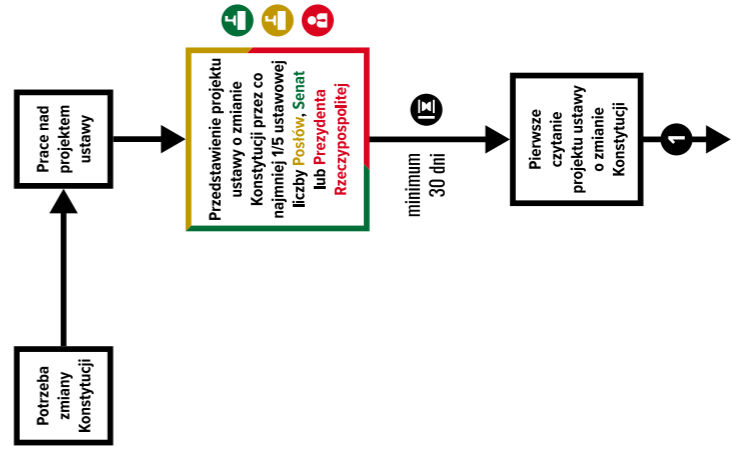 Potrzeba
zmiany
Konstytucji
Prace nad
projektem
ustawy
Przedstawienie projektu
ustawy o zmianie
Konstytucji przez co
najmniej 1/5 ustawowej
liczby Posłów, Senat
lub Prezydenta
Rzeczypospolitej
minimum
30 dni
Pierwsze
czytanie
projektu ustawy
o zmianie
Konstytucji
1